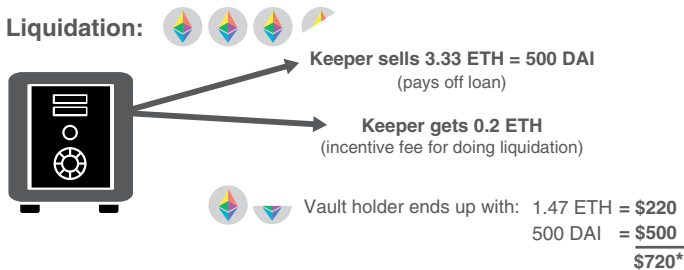 Liquidation:
Keeper sells 3.33 ETH = 500 DAI
(pays off loan)
Keeper gets 0.2 ETH
(incentive fee for doing liquidation)
Vault holder ends up with: 1.47 ETH = $220
500 DAI = $500
$720*